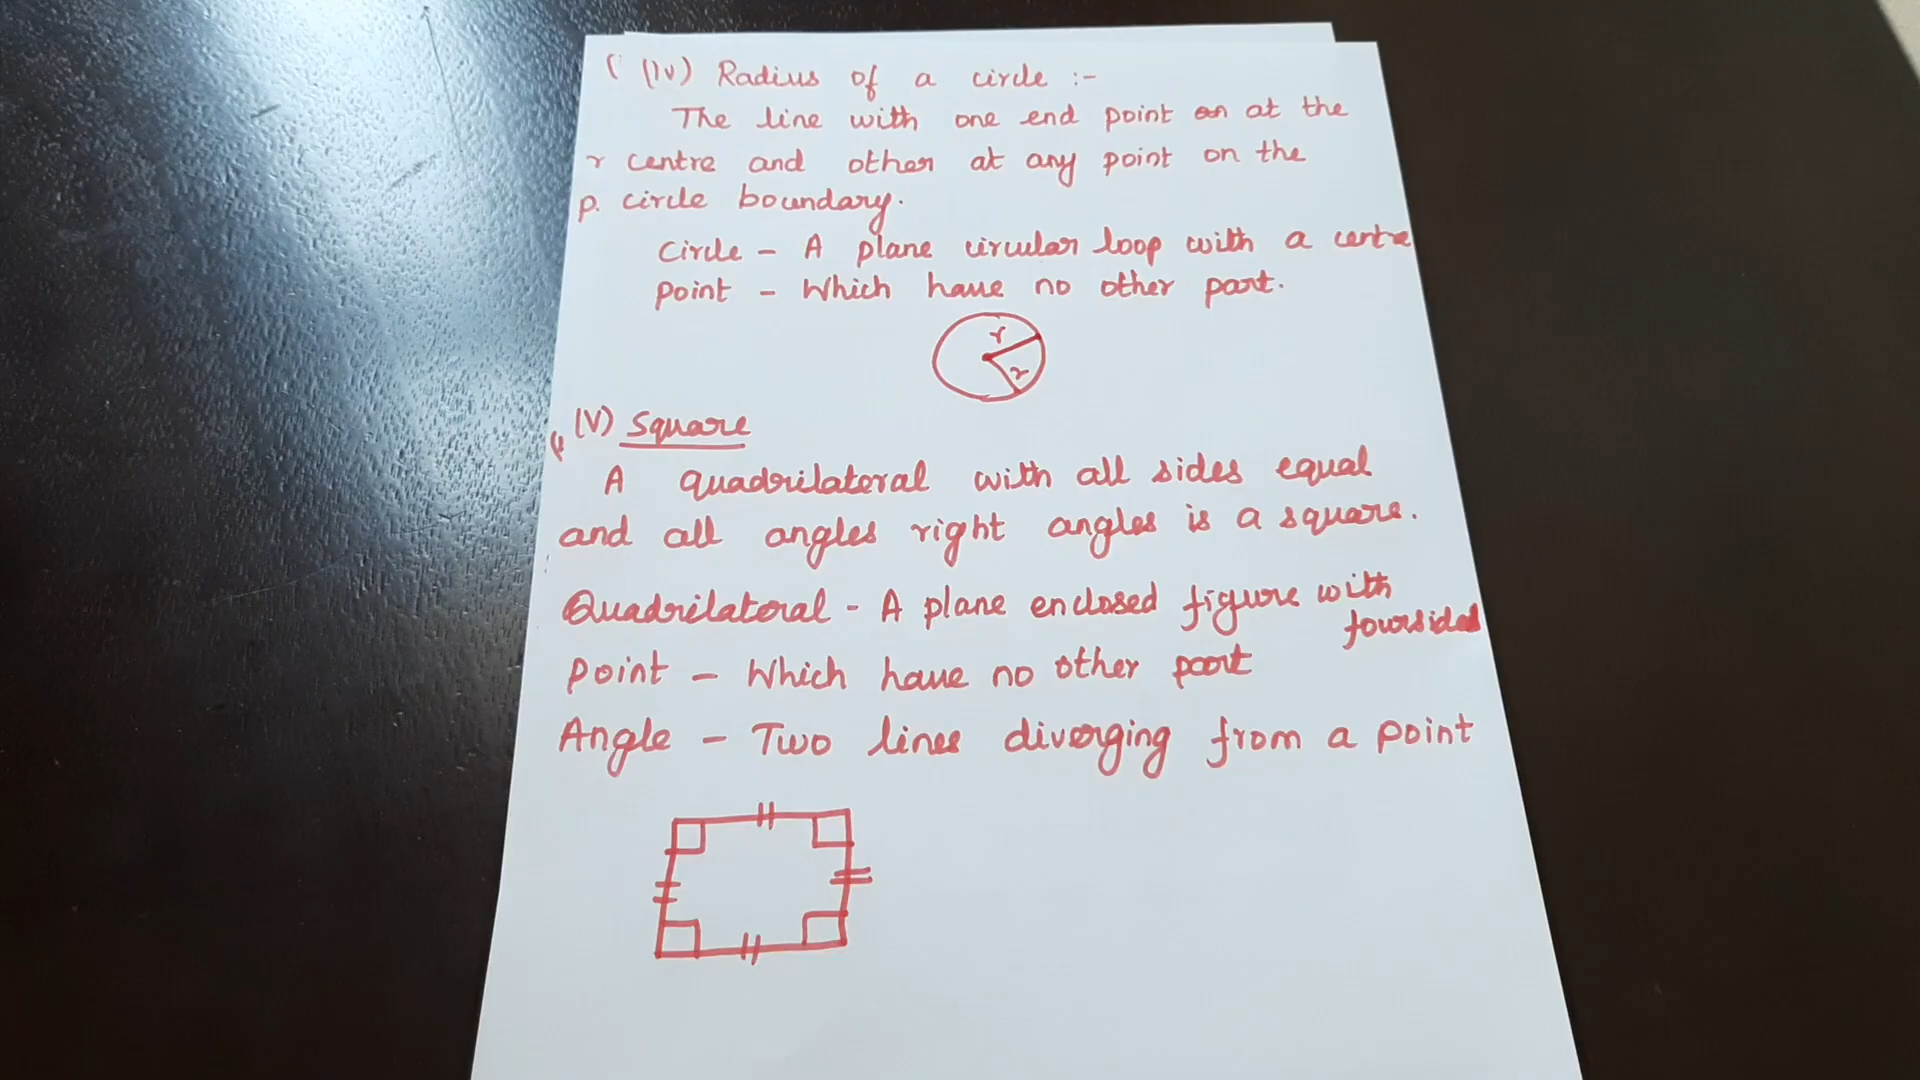 (iv) Radius of a circle :-
The line with one end point at the
r centre and other at any point on the
p. circle boundary.
Circle - A plane circular loop with a centre
Point - Which have no other part.
r
r
(V) Square
A quadrilateral with all sides equal
and all angles right angles is a square.
Quadrilateral - A plane enclosed figure with
foursided
Point - Which have no other part
Angle - Two lines diverging from a point